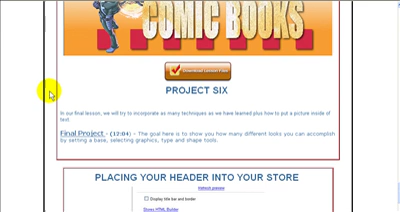 COMIC BOOKS
Download Lesson Files
PROJECT SIX
In our final lesson, we will try to incorporate as many techniques as we have learned plus how to put a picture inside of
text.
Final Project - (12:04) - The goal here is to show you how many different looks you can accomplish
by setting a base, selecting graphics, type and shape tools.
PLACING YOUR HEADER INTO YOUR STORE
Refresh preview
Display title bar and border
Stores HTML Builder